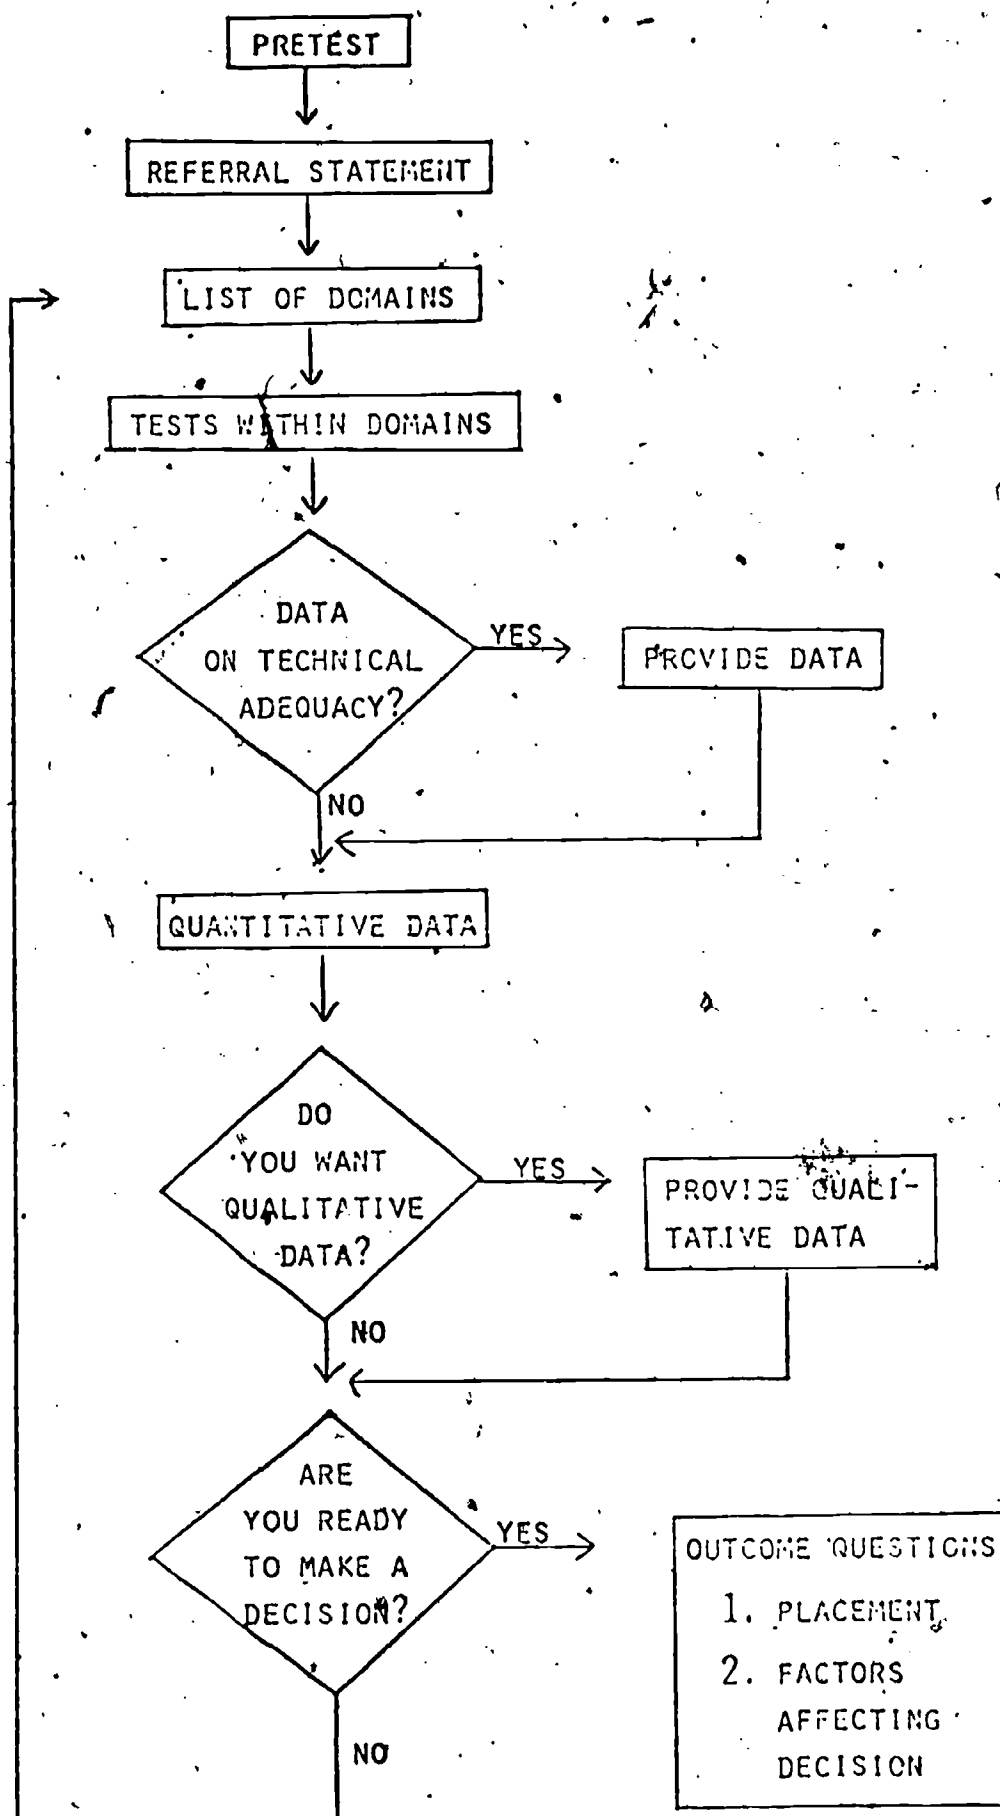 PRETEST
REFERRAL STATEMENT
LIST OF DOMAINS
TESTS WITHIN DOMAINS
DATA
ON TECHNICAL
ADEQUACY?
YES
PROVIDE DATA
NO
QUANTITATIVE DATA
DO
YOU WANT
QUALITATIVE
DATA?
YES
PROVIDE QUALI-
TATIVE DATA
NO
ARE
YOU READY
TO MAKE A
DECISION?
YES
OUTCOME QUESTIONS
1. PLACEMENT
2. FACTORS
AFFECTING
DECISION
NO